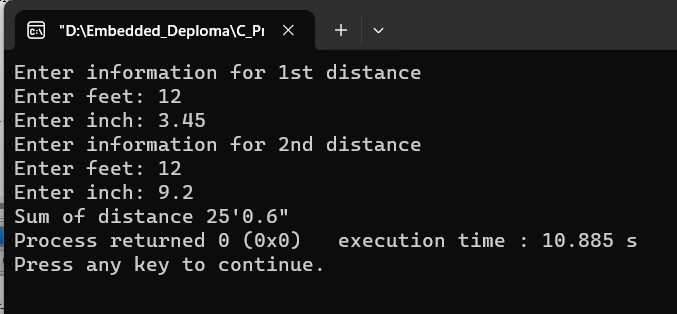 "D:\Embedded_Deploma\C_Pr
Enter information for 1st distance
Enter feet: 12
Enter inch: 3.45
Enter information for 2nd distance
Enter feet: 12
Enter inch: 9.2
Sum of distance 25'0.6"
Process returned 0 (0x0)   execution time : 10.885 s
Press any key to continue.